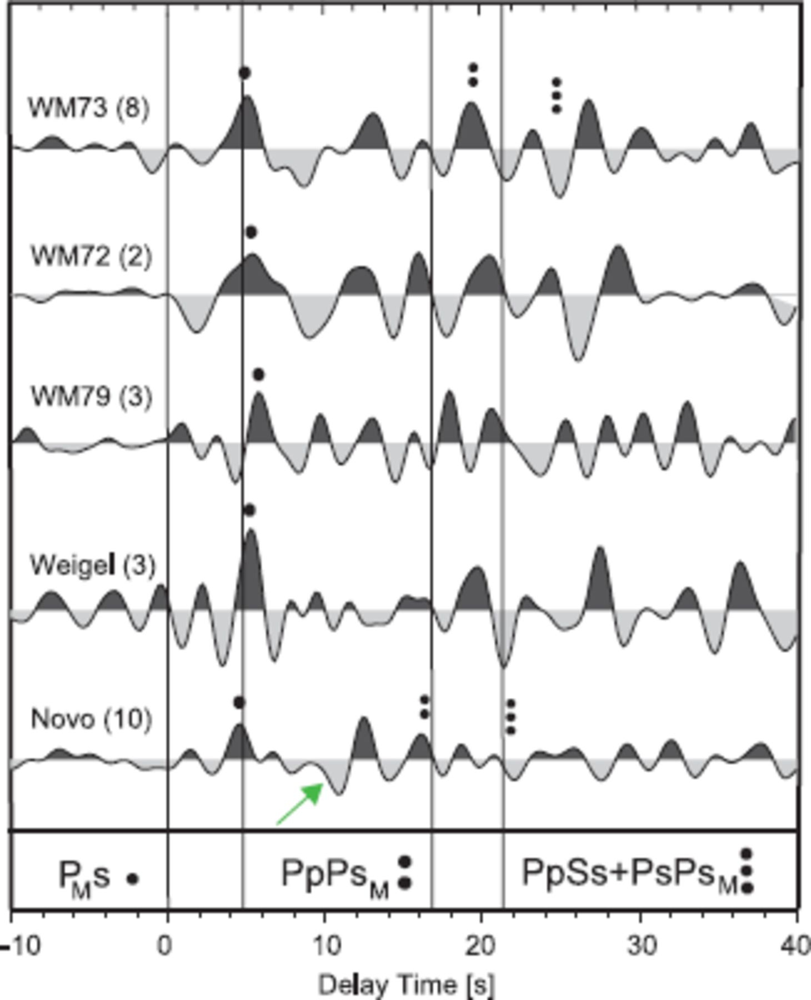 WM73 (8)
WM72 (2)
WM79 (3)
Weigel (3)
Novo (10)
PMs
PpPsM
PpSs+PsPsM
-10 0 10 20 30 40
Delay Time [s]